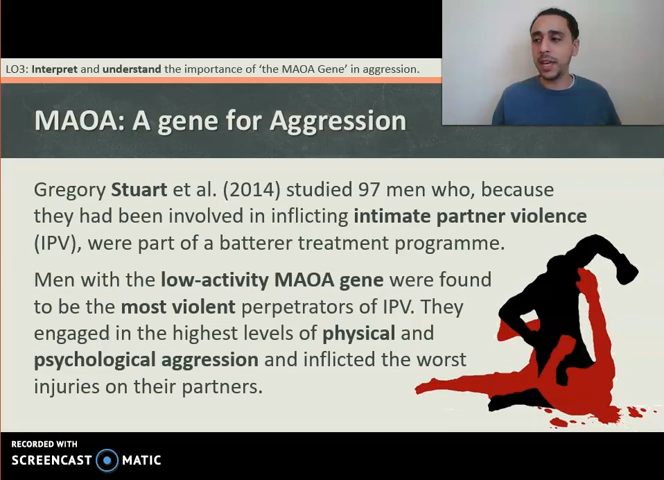 LO3: Interpret and understand the importance of 'the MAOA Gene' in aggression.
MAOA: A gene for Aggression
Gregory Stuart et al. (2014) studied 97 men who, because
they had been involved in inflicting intimate partner violence
(IPV), were part of a batterer treatment programme.
Men with the low-activity MAOA gene were found
to be the most violent perpetrators of IPV. They
engaged in the highest levels of physical and
psychological aggression and inflicted the worst
injuries on their partners.
RECORDED WITH
SCREENCAST MATIC